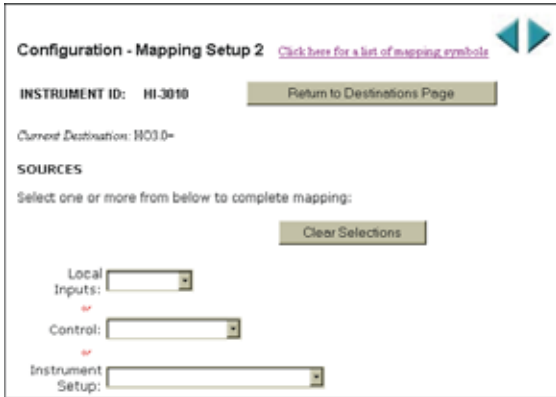 Configuration - Mapping Setup 2 Click here for a list of mapping symbols
INSTRUMENT ID: HI-3010 Return to Destinations Page
Current Destination: HO3.0=
SOURCES
Select one or more from below to complete mapping:
Clear Selections
Local
Inputs:
or
Control:
or
Instrument
Setup: